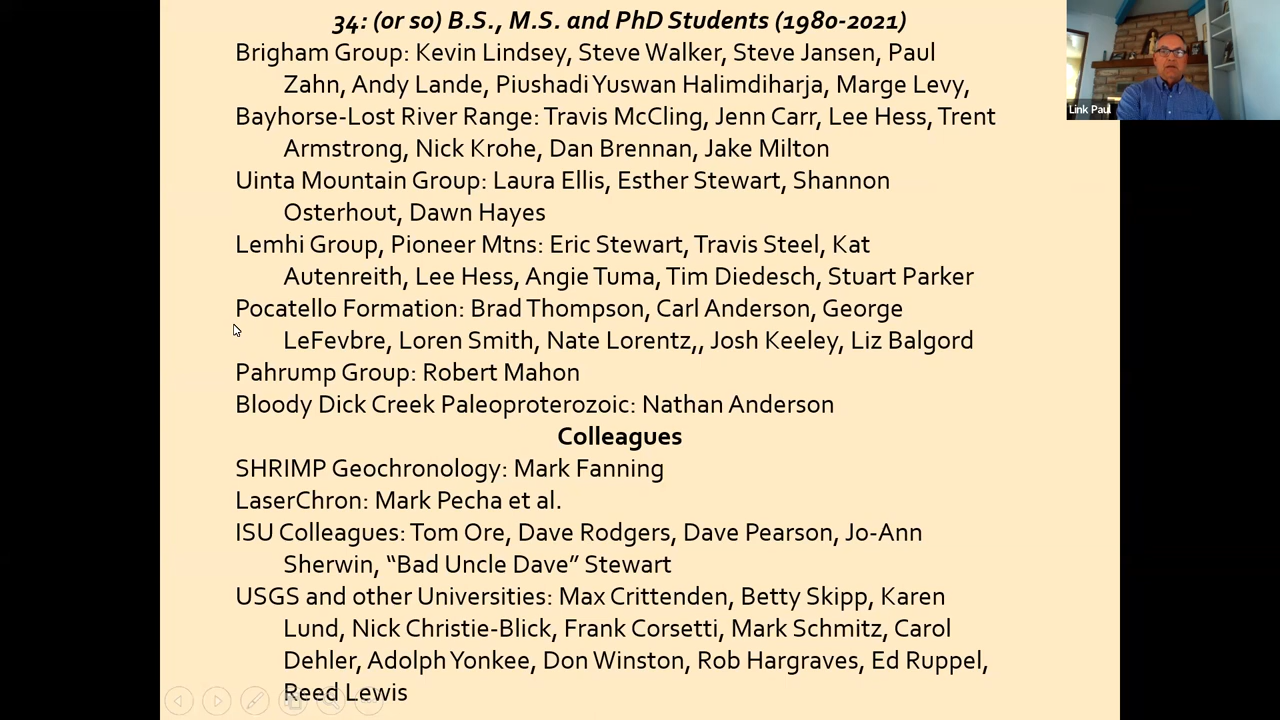 34: (or so) B.S., M.S. and PhD Students (1980-2021)
Brigham Group: Kevin Lindsey, Steve Walker, Steve Jansen, Paul
Zahn, Andy Lande, Piushadi Yuswan Halimdiharja, Marge Levy,
Bayhorse-Lost River Range: Travis McCling, Jenn Carr, Lee Hess, Trent
Armstrong, Nick Krohe, Dan Brennan, Jake Milton
Uinta Mountain Group: Laura Ellis, Esther Stewart, Shannon
Osterhout, Dawn Hayes
Lemhi Group, Pioneer Mtns: Eric Stewart, Travis Steel, Kat
Autenreith, Lee Hess, Angie Tuma, Tim Diedesch, Stuart Parker
Pocatello Formation: Brad Thompson, Carl Anderson, George
LeFevbre, Loren Smith, Nate Lorentz,, Josh Keeley, Liz Balgord
Pahrump Group: Robert Mahon
Bloody Dick Creek Paleoproterozoic: Nathan Anderson
Colleagues
SHRIMP Geochronology: Mark Fanning
LaserChron: Mark Pecha et al.
ISU Colleagues: Tom Ore, Dave Rodgers, Dave Pearson, Jo-Ann
Sherwin, “Bad Uncle Dave” Stewart
USGS and other Universities: Max Crittenden, Betty Skipp, Karen
Lund, Nick Christie-Blick, Frank Corsetti, Mark Schmitz, Carol
Dehler, Adolph Yonkee, Don Winston, Rob Hargraves, Ed Ruppel,
Reed Lewis
Link Paul